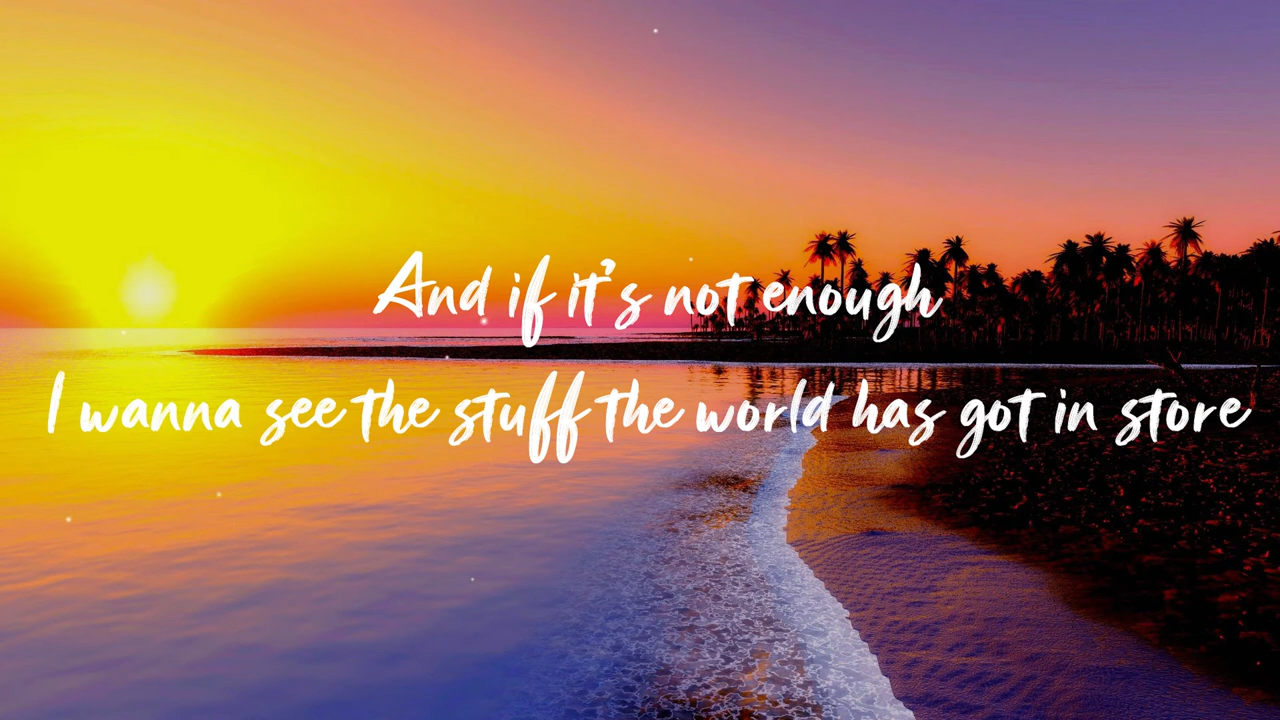 And if it's not enough
I wanna see the stuff the world has got in store